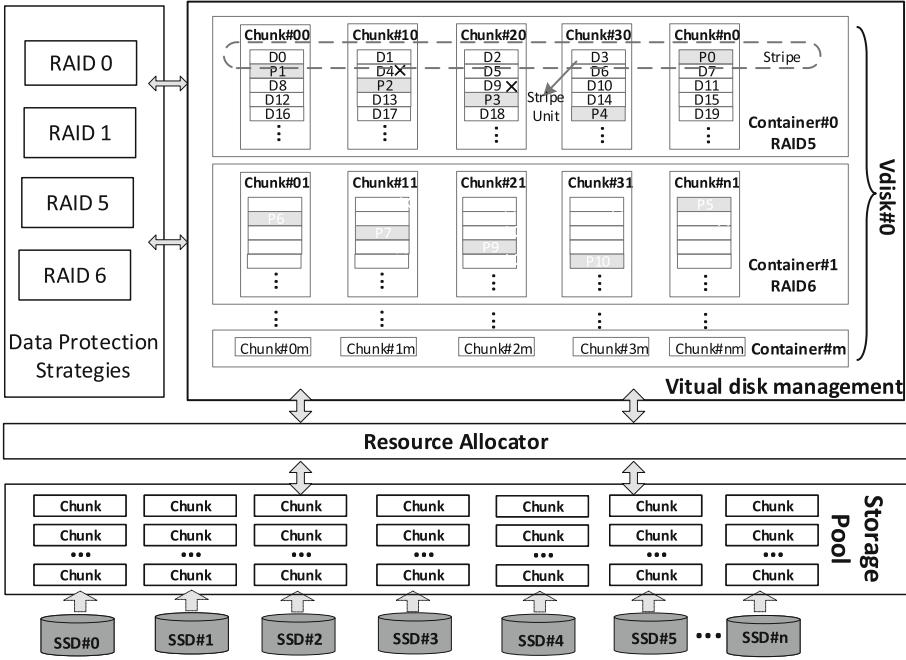 RAID 0
RAID 1
RAID 5
RAID 6
Data Protection
Strategies
Chunk#00 Chunk#10 Chunk#20 Chunk#30 Chunk#n0
D0 D1 D2 D3 P0 Stripe
P1 D4 D5 D6 D7
D8 P2 D9 D10 D11
D12 D13 P3 D14 D15
D16 D17 D18 P4 D19
Stripe
Unit
Container#0
RAID5
Chunk#01 Chunk#11 Chunk#21 Chunk#31 Chunk#n1
P5
P6
P7
P9
P10
Container#1
RAID6
Chunk#0m Chunk#1m Chunk#2m Chunk#3m Chunk#nm Container#m
Vdisk#0
Vitual disk management
Resource Allocator
Chunk Chunk Chunk Chunk Chunk Chunk Chunk
Chunk Chunk Chunk Chunk Chunk Chunk Chunk
Chunk Chunk Chunk Chunk Chunk Chunk Chunk
Storage
Pool
SSD#0 SSD#1 SSD#2 SSD#3 SSD#4 SSD#5 SSD#n